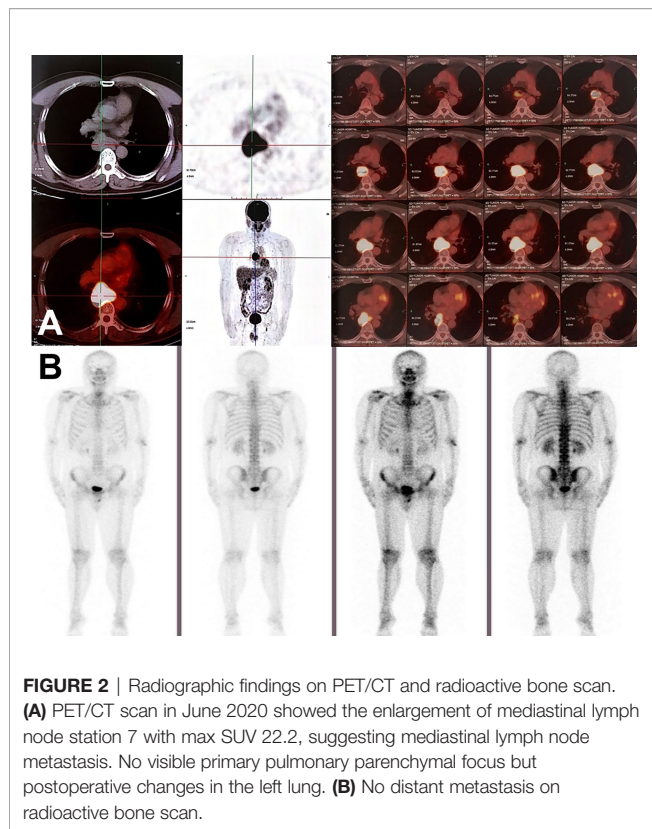 A
B
FIGURE 2 | Radiographic findings on PET/CT and radioactive bone scan.
(A) PET/CT scan in June 2020 showed the enlargement of mediastinal lymph
node station 7 with max SUV 22.2, suggesting mediastinal lymph node
metastasis. No visible primary pulmonary parenchymal focus but
postoperative changes in the left lung. (B) No distant metastasis on
radioactive bone scan.